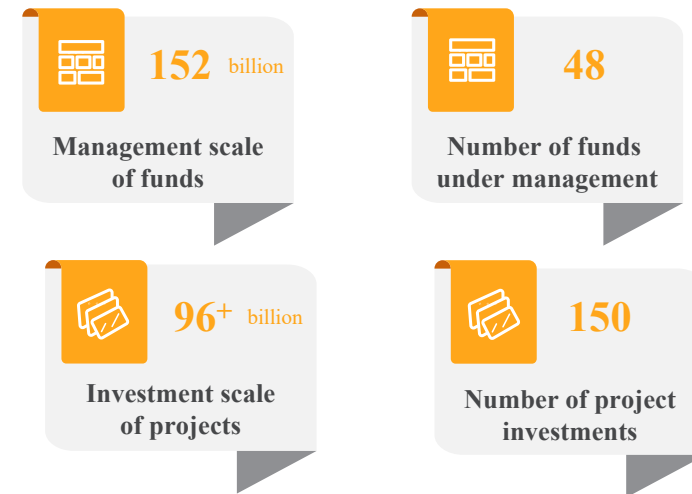 152 billion
Management scale
of funds
48
Number of funds
under management
96+ billion
Investment scale
of projects
150
Number of project
investments